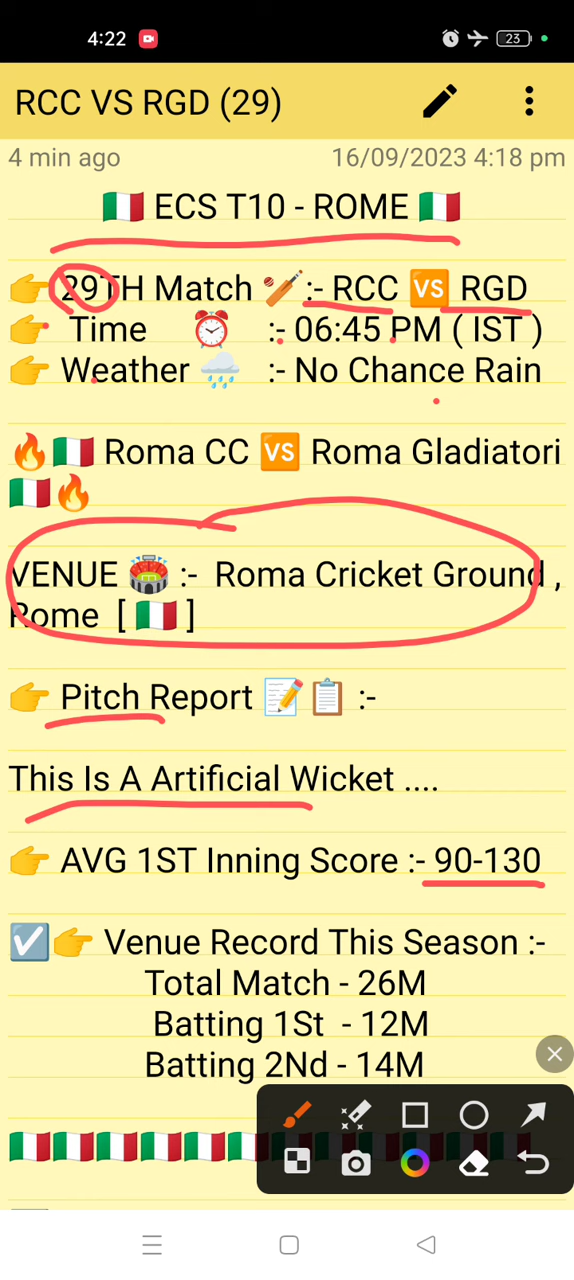 4:22
23
RCC VS RGD (29)
4 min ago 16/09/2023 4:18 pm
🇮🇹 ECS T10 - ROME 🇮🇹
👉 29TH Match 🏏 :- RCC 🆚 RGD
👉 Time ⏰ :- 06:45 PM ( IST )
👉 Weather 🌧️ :- No Chance Rain
🔥🇮🇹 Roma CC 🆚 Roma Gladiatori
🇮🇹🔥
VENUE 🏟️ :- Roma Cricket Ground ,
Rome [ 🇮🇹 ]
👉 Pitch Report 📝📋 :-
This Is A Artificial Wicket ....
👉 AVG 1ST Inning Score :- 90-130
☑️👉 Venue Record This Season :-
Total Match - 26M
Batting 1St - 12M
Batting 2Nd - 14M